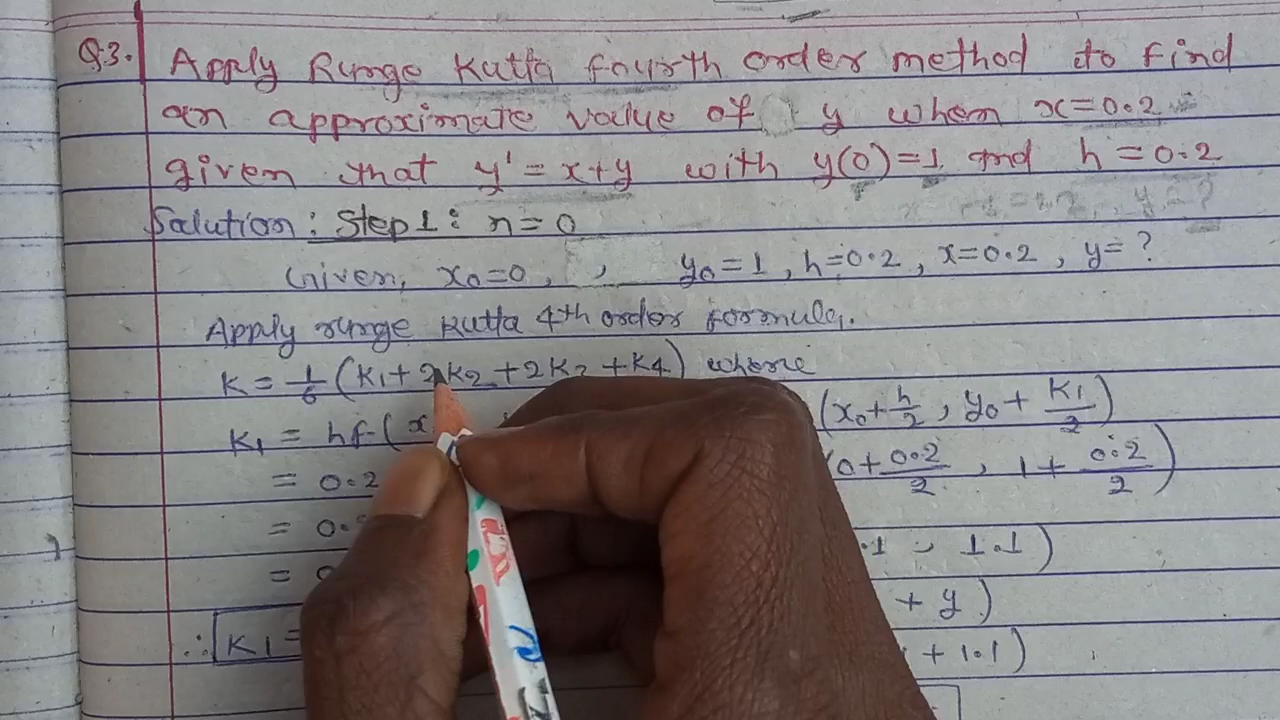 Q.3. Apply Runge Kutta fourth order method to find
an approximate value of y when x=0.2
given that y' = x+y with y(0)=1 and h=0.2
Solution: Step 1: n=0
Given, x₀=0, , y₀=1, h=0.2, x=0.2, y=?
Apply runge kutta 4th order formula.
K = 1/6 (K₁+2K₂+2K₃+K₄) where
K₁ = hf(x
= 0.2
= 0.
=
∴ K₁ =
(x₀+h/2, y₀+K₁/2)
(0+0.2/2, 1+0.2/2)
.1, 1.1)
+ y)
+ 1.1)